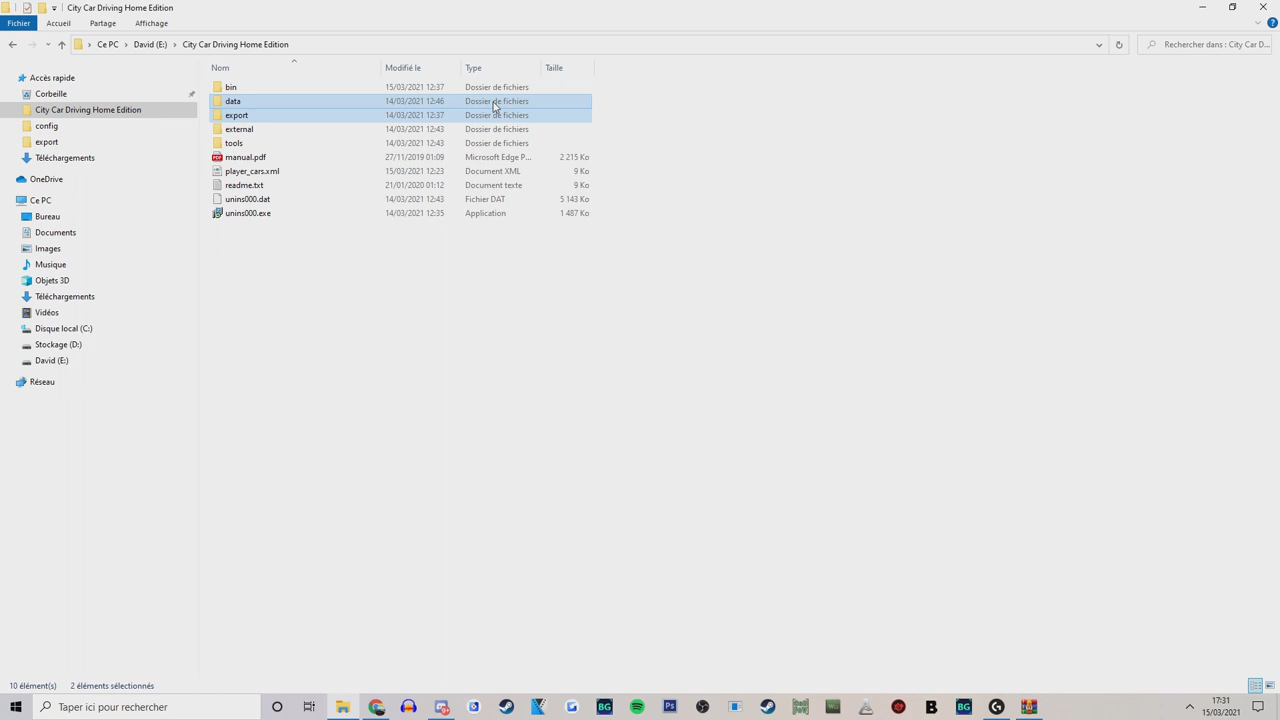 City Car Driving Home Edition
Fichier Accueil Partage Affichage
Ce PC David (E:) City Car Driving Home Edition Rechercher dans : City Car D...
Nom Modifié le Type Taille
Accès rapide
Corbeille
City Car Driving Home Edition
config
export
Téléchargements
OneDrive
Ce PC
Bureau
Documents
Images
Musique
Objets 3D
Téléchargements
Vidéos
Disque local (C:)
Stockage (D:)
David (E:)
Réseau
bin 15/03/2021 12:37 Dossier de fichiers
data 14/03/2021 12:46 Dossier de fichiers
export 14/03/2021 12:37 Dossier de fichiers
external 14/03/2021 12:43 Dossier de fichiers
tools 14/03/2021 12:43 Dossier de fichiers
manual.pdf 27/11/2019 01:09 Microsoft Edge P... 2 215 Ko
player_cars.xml 15/03/2021 12:23 Document XML 9 Ko
readme.txt 21/01/2020 01:12 Document texte 9 Ko
unins000.dat 14/03/2021 12:43 Fichier DAT 5 143 Ko
unins000.exe 14/03/2021 12:35 Application 1 487 Ko
10 élément(s) 2 éléments sélectionnés
Taper ici pour rechercher
BG
Ps
B
BG
17:31
15/03/2021